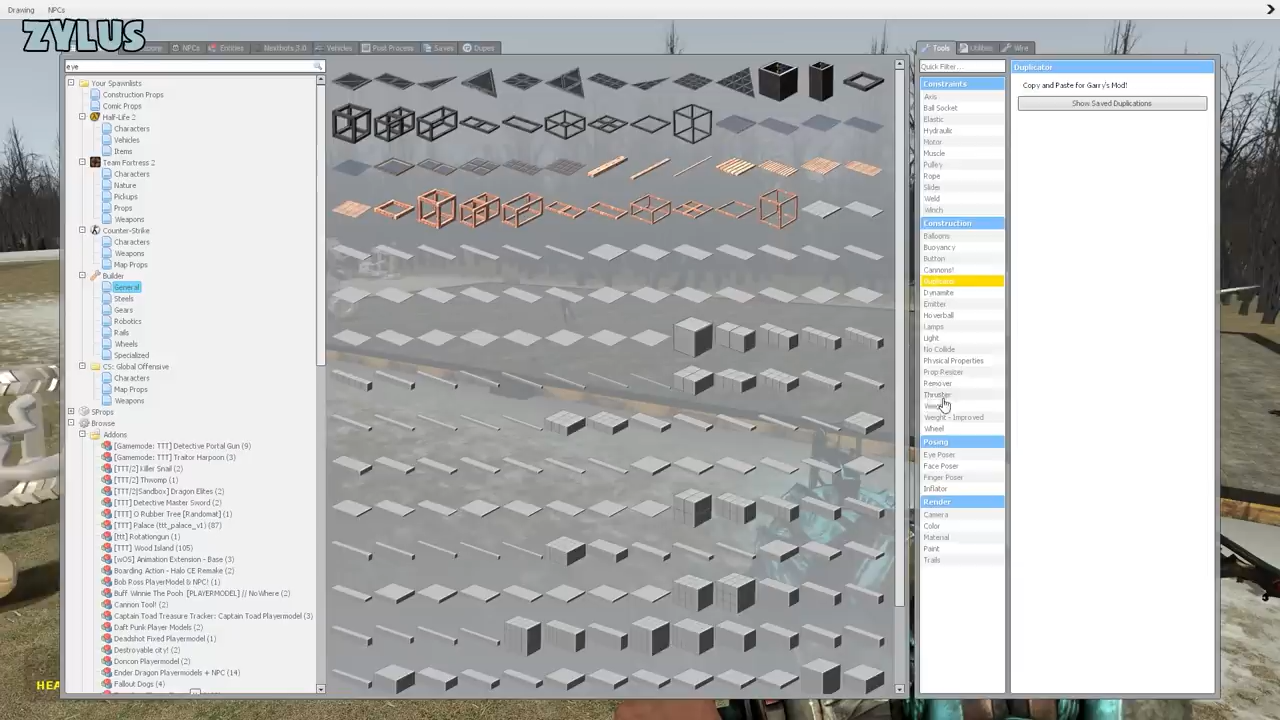 Drawing NPCs
ZYLUS
NPCs Entities Nextbots 3.0 Vehicles Post Process Saves Dupes
Tools Utilities Wire
eye
Your Spawnlists
Construction Props
Comic Props
Half-Life 2
Characters
Vehicles
Items
Team Fortress 2
Characters
Nature
Pickups
Props
Weapons
Counter-Strike
Characters
Weapons
Map Props
Builder
General
Steels
Gears
Robotics
Rails
Wheels
Specialized
CS: Global Offensive
Characters
Map Props
Weapons
SProps
Browse
Addons
[Gamemode: TTT] Detective Portal Gun (9)
[Gamemode: TTT] Traitor Harpoon (3)
[TTT/2] Killer Snail (2)
[TTT/2] Thwomp (1)
[TTT/2|Sandbox] Dragon Elites (2)
[TTT] Detective Master Sword (2)
[TTT] O Rubber Tree [Randomat] (1)
[TTT] Palace (ttt_palace_v1) (87)
[ttt] Rotationgun (1)
[TTT] Wood Island (105)
[wOS] Animation Extension - Base (3)
Boarding Action - Halo CE Remake (2)
Bob Ross PlayerModel & NPC! (1)
Buff Winnie The Pooh [PLAYERMODEL] // NoWhere (2)
Cannon Tool! (2)
Captain Toad Treasure Tracker: Captain Toad Playermodel (3)
Daft Punk Player Models (2)
Deadshot Fixed Playermodel (1)
Destroyable city! (2)
Doncon Playermodel (2)
Ender Dragon Playermodels + NPC (14)
Fallout Dogs (4)
HEA
Quick Filter...
Constraints
Axis
Ball Socket
Elastic
Hydraulic
Motor
Muscle
Pulley
Rope
Slider
Weld
Winch
Construction
Balloons
Buoyancy
Button
Cannons!
Duplicator
Dynamite
Emitter
Hoverball
Lamps
Light
No Collide
Physical Properties
Prop Resizer
Remover
Thruster
Weight - Improved
Wheel
Posing
Eye Poser
Face Poser
Finger Poser
Inflator
Render
Camera
Color
Material
Paint
Trails
Duplicator
Copy and Paste for Garry's Mod!
Show Saved Duplications